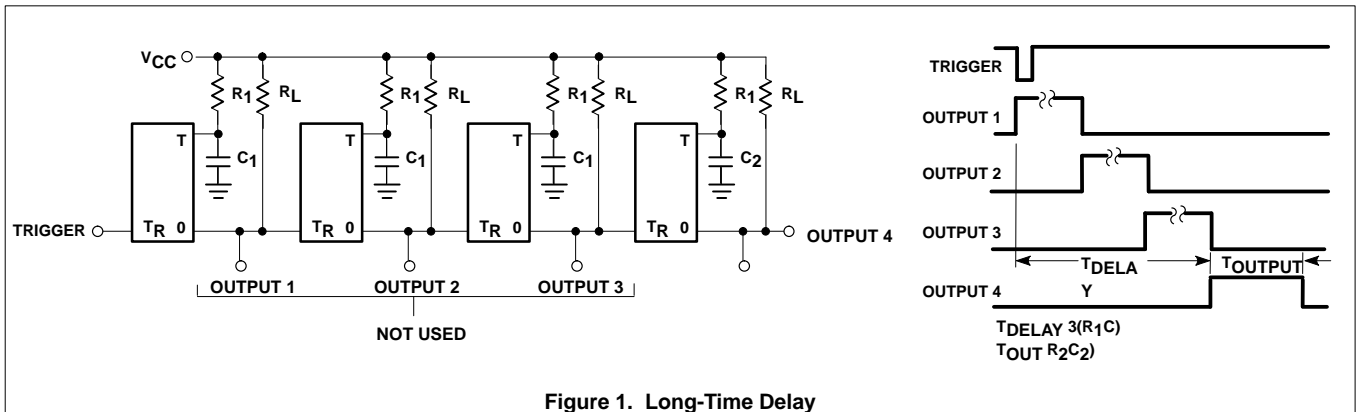 VCC
R1 RL R1 RL R1 RL R1 RL
T T T T
C1 C1 C1 C2
TRIGGER TR 0 TR 0 TR 0 TR 0 OUTPUT 4
OUTPUT 1 OUTPUT 2 OUTPUT 3
NOT USED
TRIGGER
OUTPUT 1
OUTPUT 2
OUTPUT 3
TDELA TOUTPUT
OUTPUT 4 Y
TDELAY 3(R1C)
TOUT R2C2)
Figure 1. Long-Time Delay